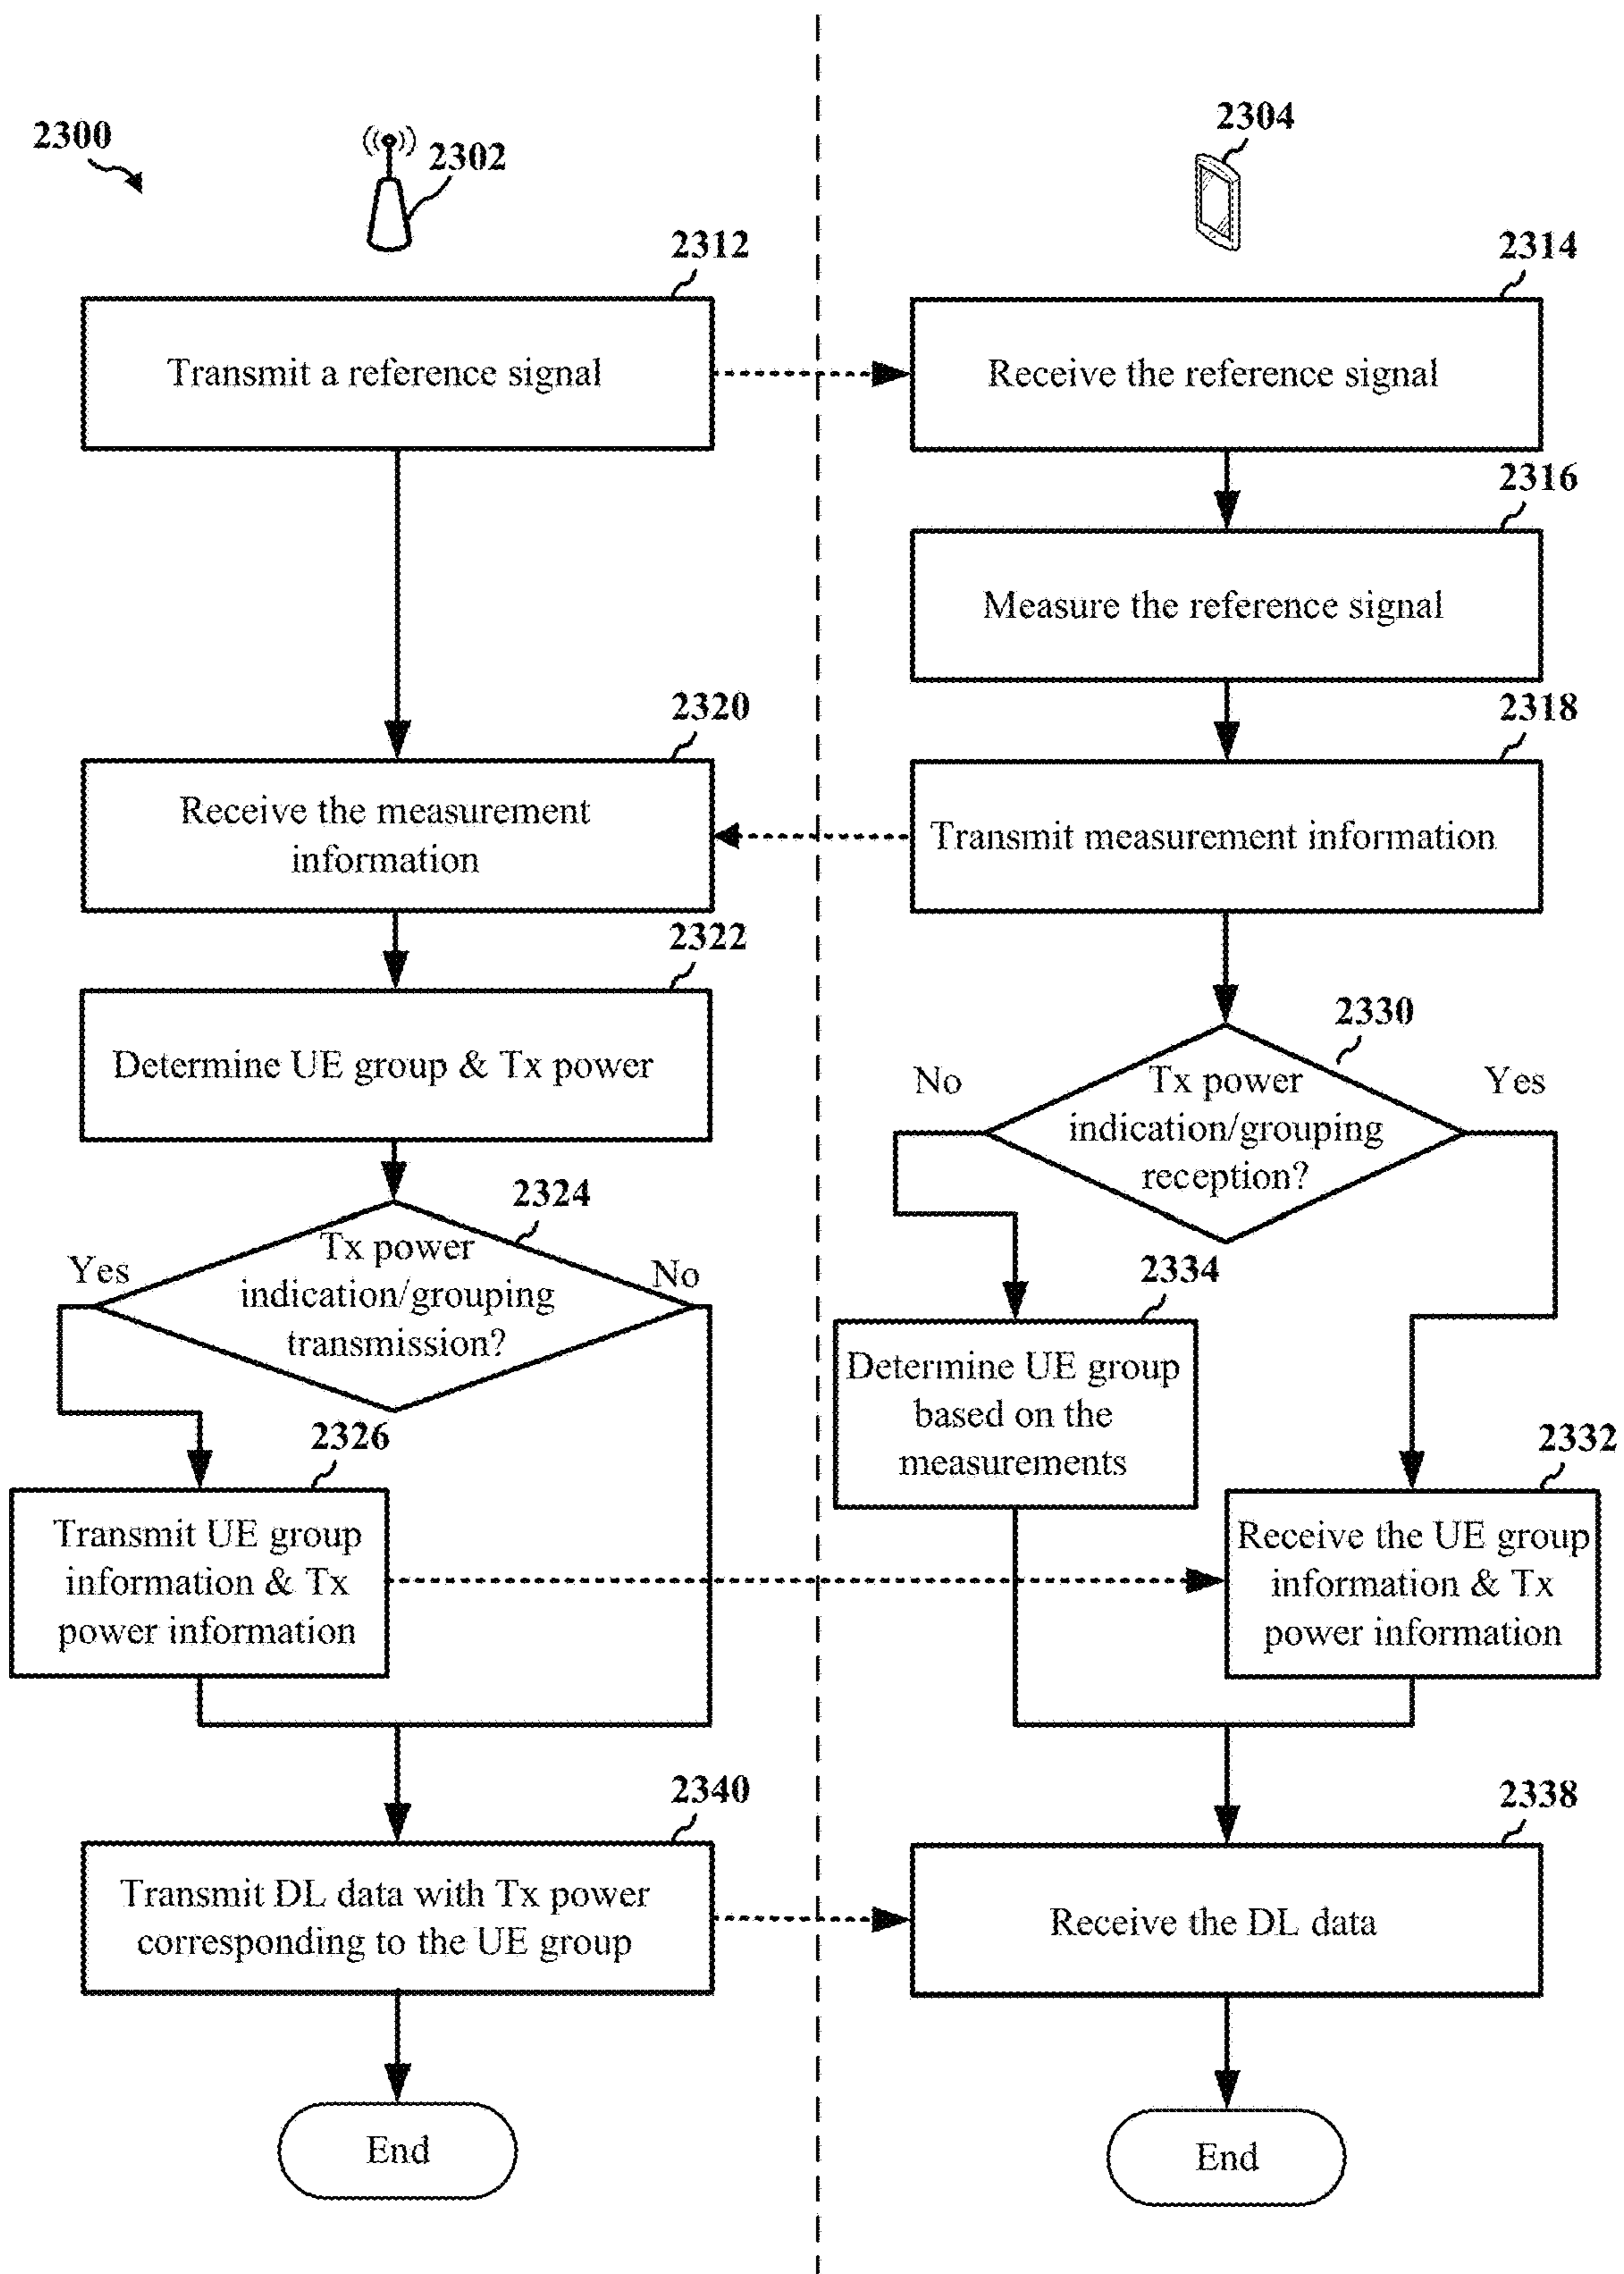 2300
2302
2304
2312
Transmit a reference signal
2314
Receive the reference signal
2316
Measure the reference signal
2320
Receive the measurement
information
2318
Transmit measurement information
2322
Determine UE group & Tx power
2324
Tx power
indication/grouping
transmission?
Yes
No
2330
Tx power
indication/grouping
reception?
No
Yes
2334
Determine UE group
based on the
measurements
2326
Transmit UE group
information & Tx
power information
2332
Receive the UE group
information & Tx
power information
2340
Transmit DL data with Tx power
corresponding to the UE group
2338
Receive the DL data
End
End